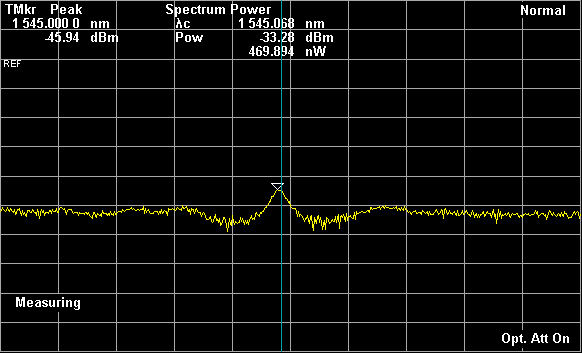 TMkr Peak Spectrum Power Normal
1 545.000 0 nm λc 1 545.068 nm
-45.94 dBm Pow -33.28 dBm
469.894 nW
REF
Measuring
Opt. Att On